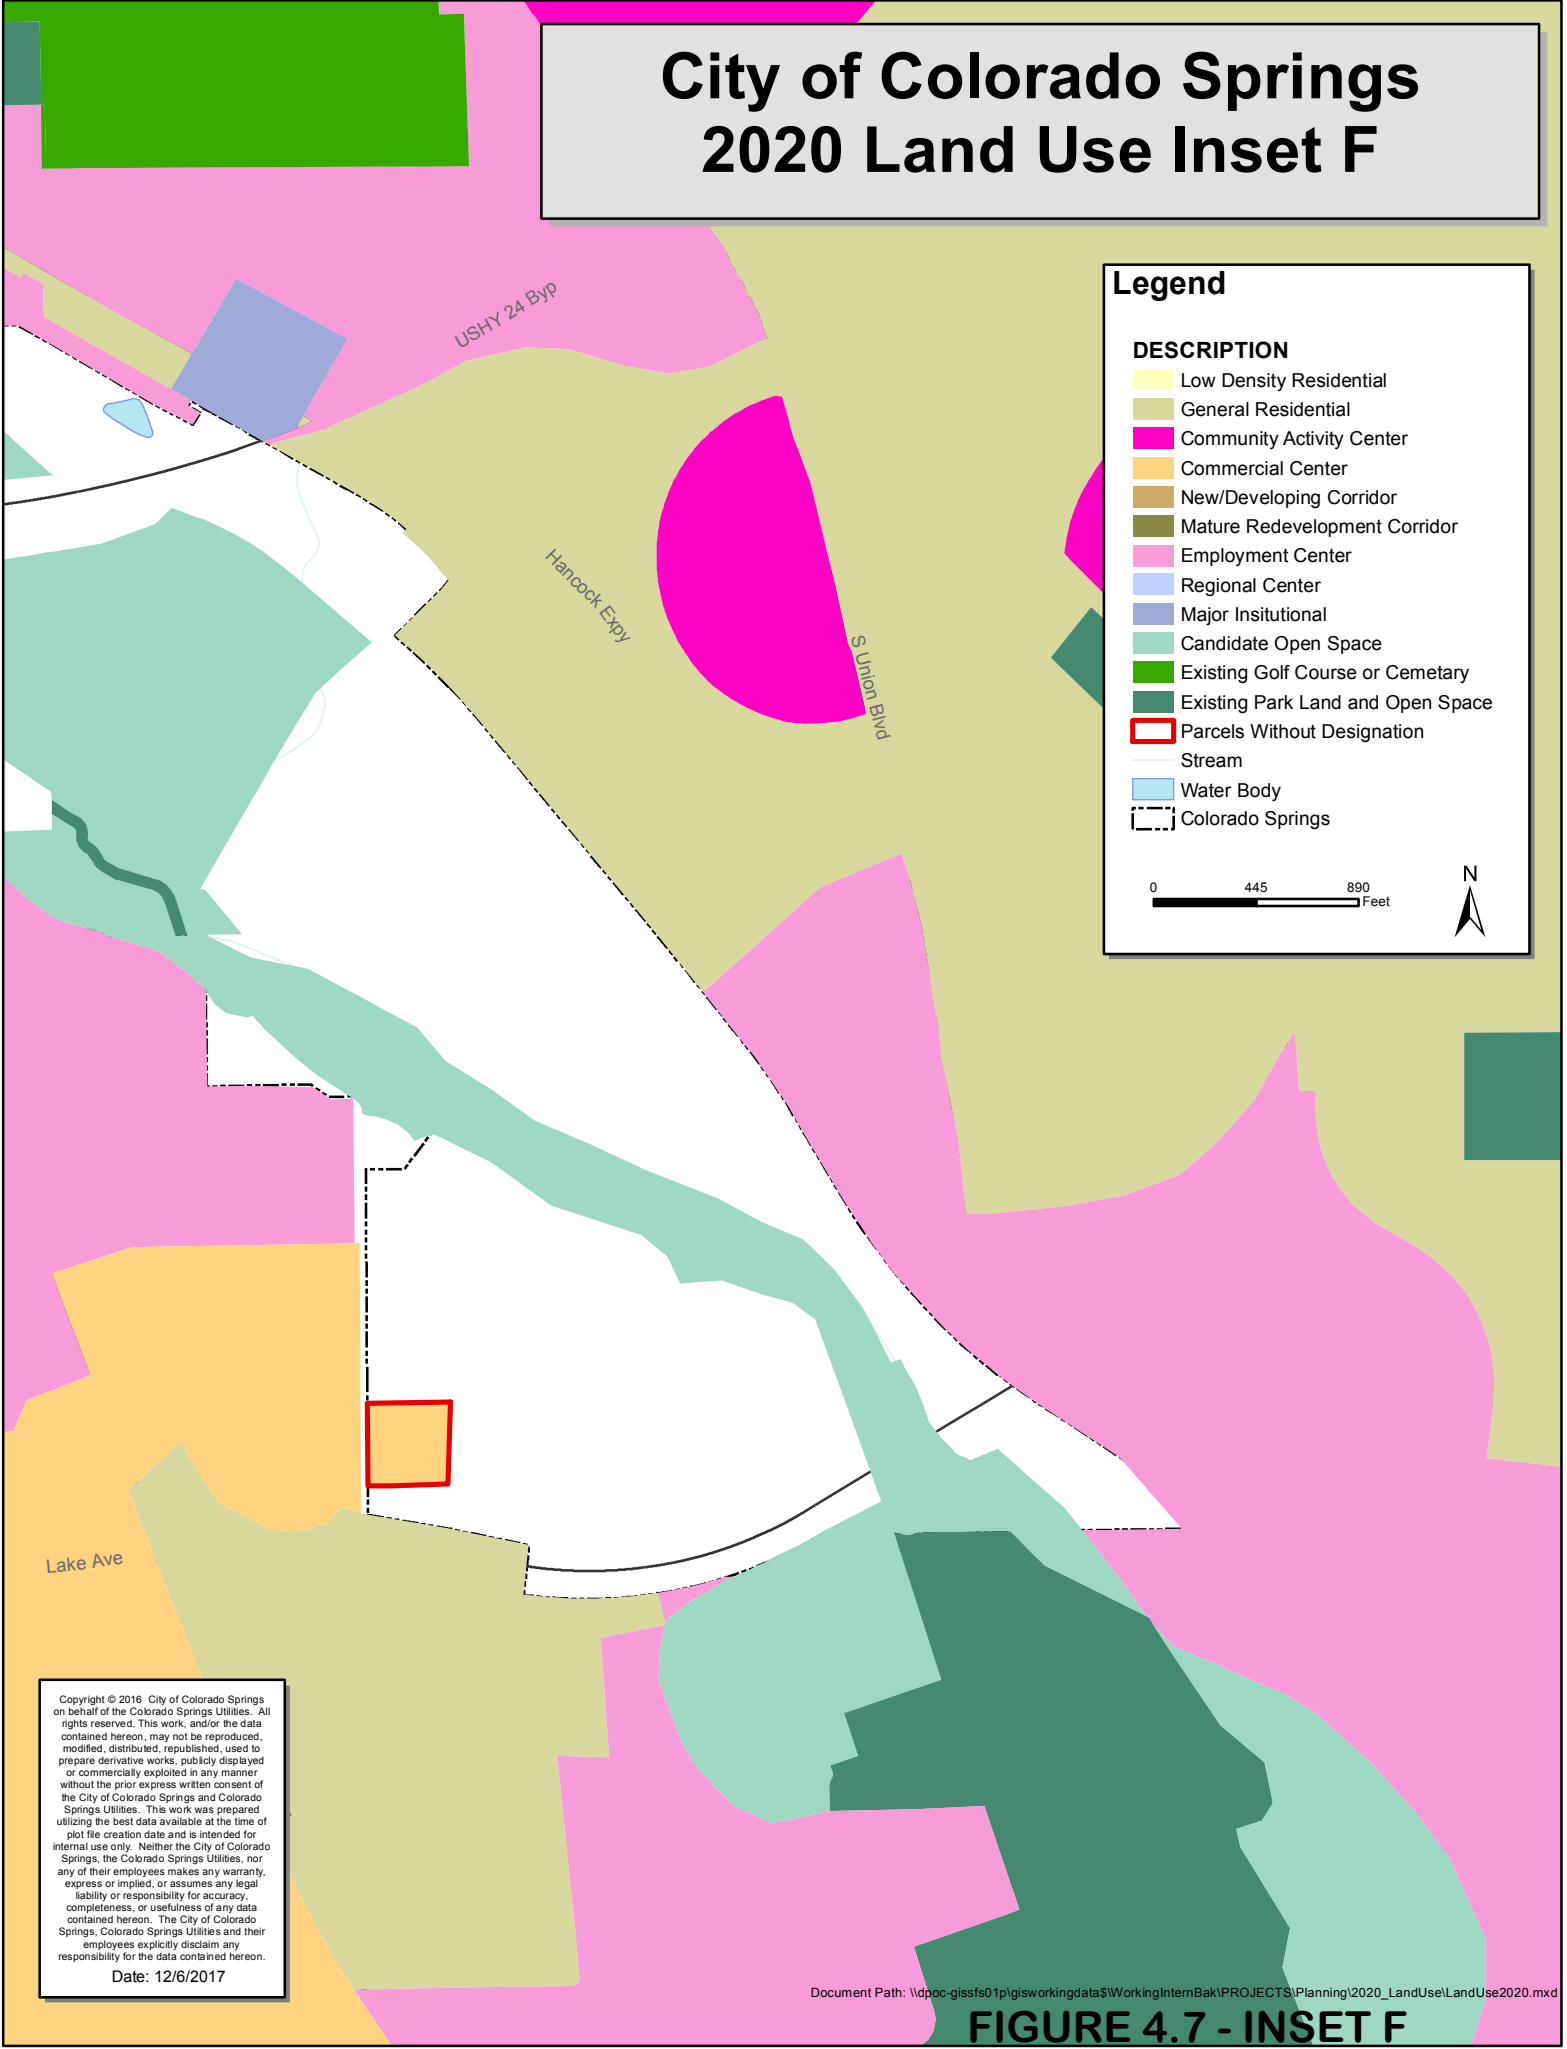 City of Colorado Springs
2020 Land Use Inset F
Legend
DESCRIPTION
Low Density Residential
General Residential
Community Activity Center
Commercial Center
New/Developing Corridor
Mature Redevelopment Corridor
Employment Center
Regional Center
Major Insitutional
Candidate Open Space
Existing Golf Course or Cemetary
Existing Park Land and Open Space
Parcels Without Designation
Stream
Water Body
Colorado Springs
N
0 445 890
Feet
USHY 24 Byp
Hancock Expy
S Union Blvd
Lake Ave
Copyright © 2016 City of Colorado Springs
on behalf of the Colorado Springs Utilities. All
rights reserved. This work, and/or the data
contained hereon, may not be reproduced,
modified, distributed, republished, used to
prepare derivative works, publicly displayed
or commercially exploited in any manner
without the prior express written consent of
the City of Colorado Springs and Colorado
Springs Utilities. This work was prepared
utilizing the best data available at the time of
plot file creation date and is intended for
internal use only. Neither the City of Colorado
Springs, the Colorado Springs Utilities, nor
any of their employees makes any warranty,
express or implied, or assumes any legal
liability or responsibility for accuracy,
completeness, or usefulness of any data
contained hereon. The City of Colorado
Springs, Colorado Springs Utilities and their
employees explicitly disclaim any
responsibility for the data contained hereon.
Date: 12/6/2017
Document Path: \\dpoc-gissfs01p\gisworkingdata$\WorkingInternBak\PROJECTS\Planning\2020_LandUse\LandUse2020.mxd
FIGURE 4.7 - INSET F